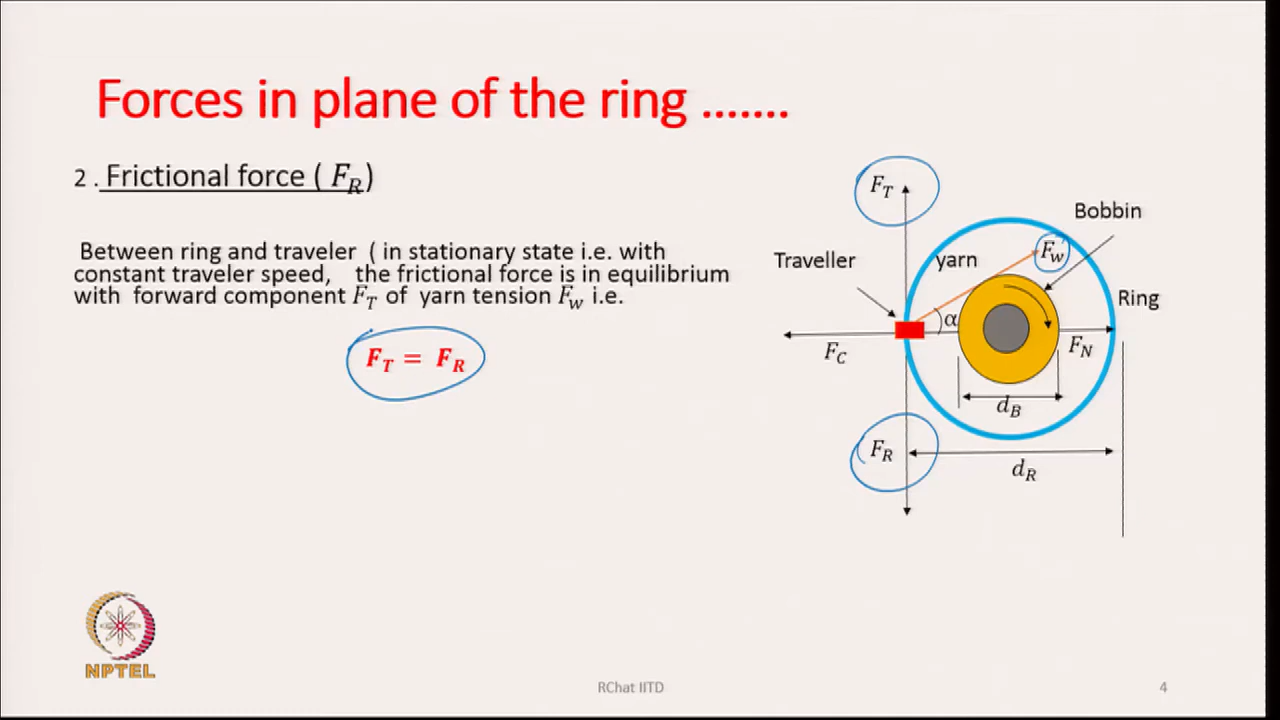 Forces in plane of the ring .......
2 . Frictional force ( F_R)
Between ring and traveler ( in stationary state i.e. with
constant traveler speed, the frictional force is in equilibrium
with forward component F_T of yarn tension F_w i.e.
F_T = F_R
F_T
Bobbin
Traveller
yarn
F_w
Ring
α
F_C
F_N
d_B
F_R
d_R
NPTEL
RChat IITD
4